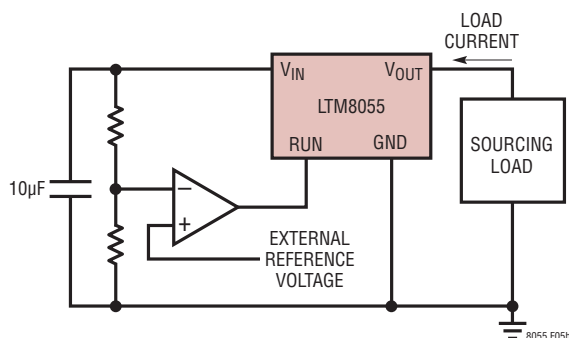 LOAD
CURRENT
VIN
VOUT
LTM8055
RUN
GND
SOURCING
LOAD
10µF
−
+
EXTERNAL
REFERENCE
VOLTAGE
8055 F05b